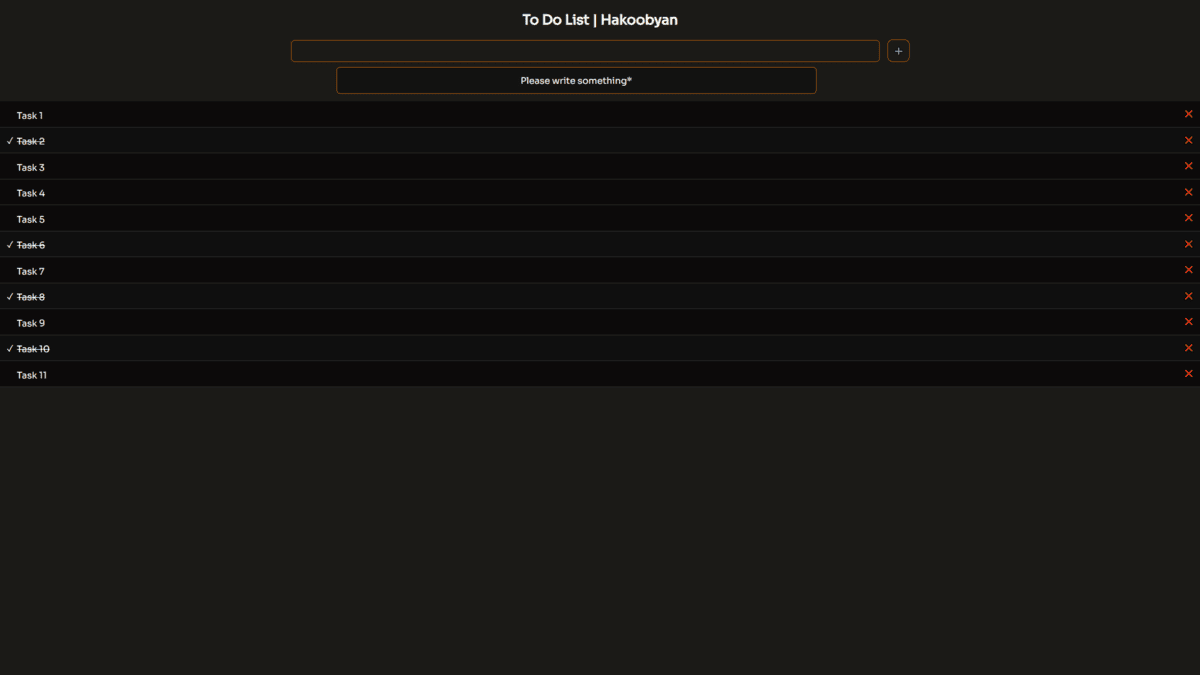 To Do List | Hakoobyan
+
Please write something*
Task 1 ✕
✓ Task 2 ✕
Task 3 ✕
Task 4 ✕
Task 5 ✕
✓ Task 6 ✕
Task 7 ✕
✓ Task 8 ✕
Task 9 ✕
✓ Task 10 ✕
Task 11 ✕